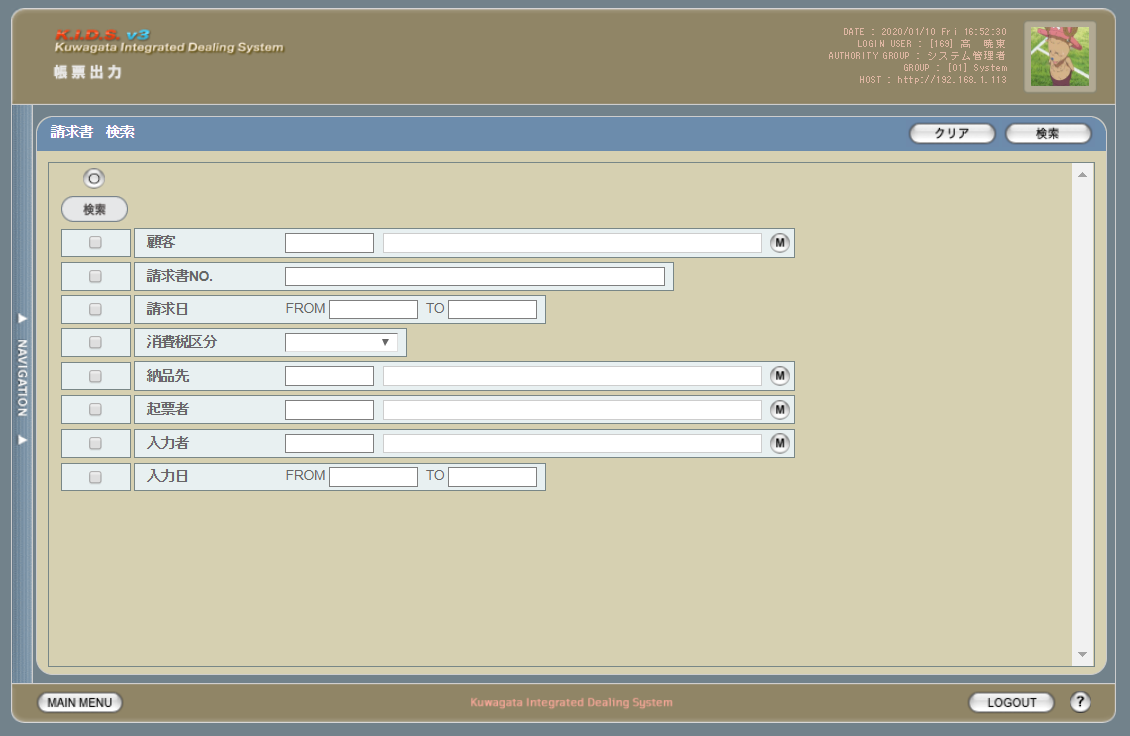 K.I.D.S. v3
Kuwagata Integrated Dealing System
帳票出力
DATE : 2020/01/10 Fri 16:52:30
LOGIN USER : [169] 高 暁東
AUTHORITY GROUP : システム管理者
GROUP : [01] System
HOST : http://192.168.1.113
請求書 検索
クリア
検索
検索
顧客
M
請求書NO.
請求日 FROM TO
消費税区分
納品先
M
起票者
M
入力者
M
入力日 FROM TO
NAVIGATION
MAIN MENU
Kuwagata Integrated Dealing System
LOGOUT
?